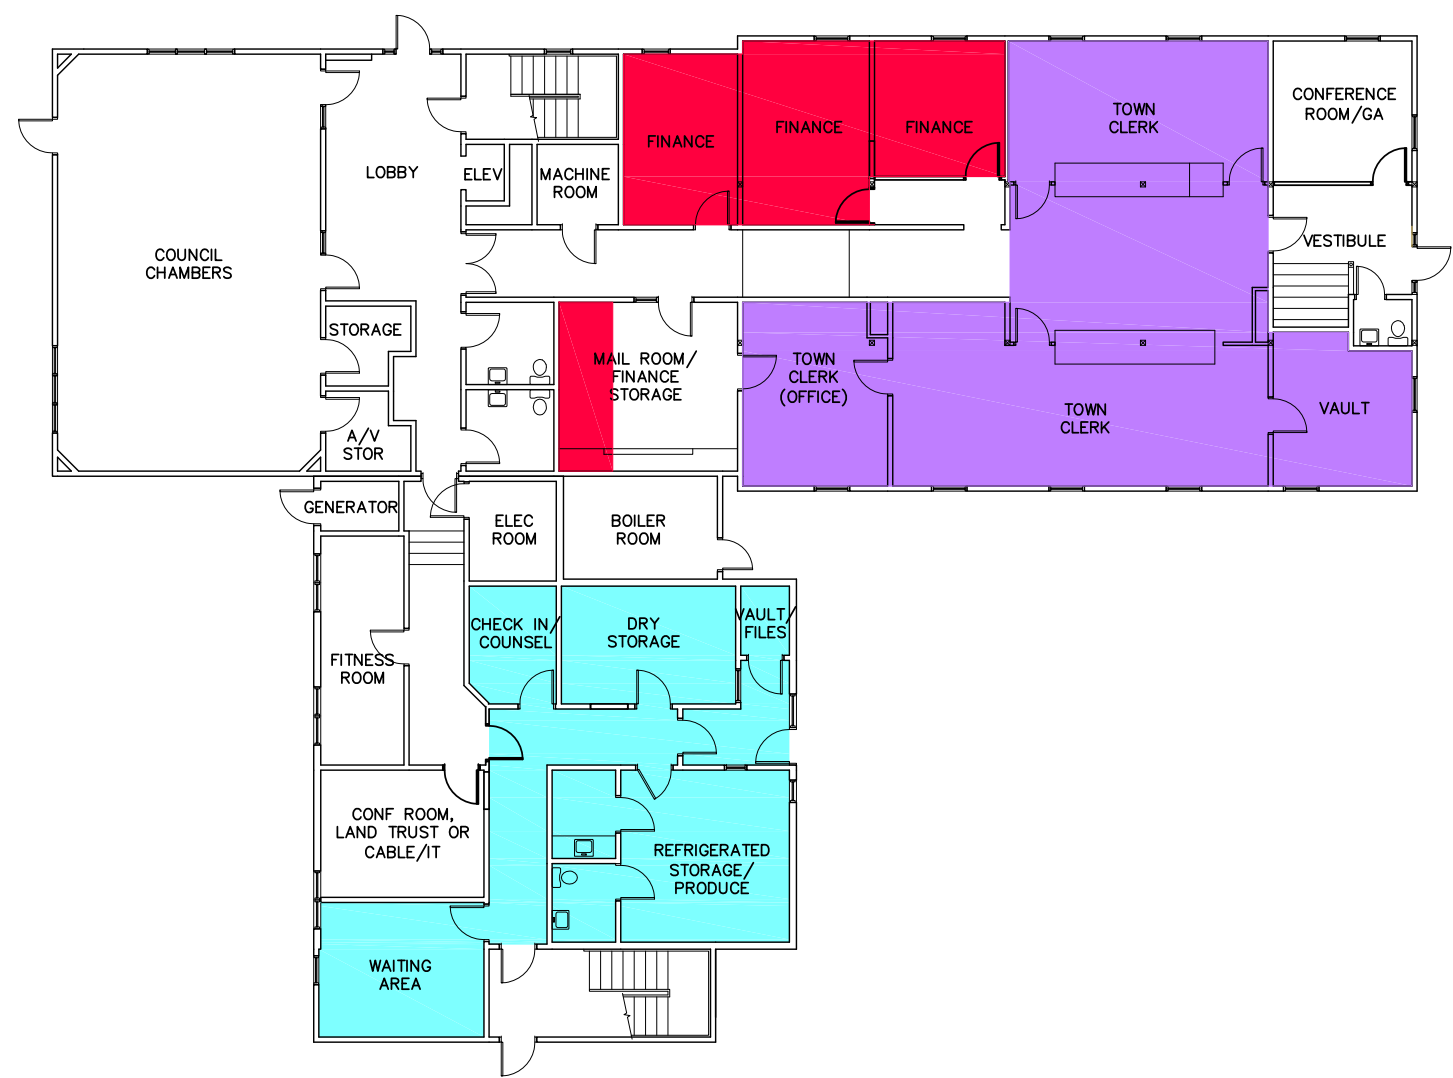 COUNCIL
CHAMBERS
LOBBY
ELEV
MACHINE
ROOM
FINANCE
FINANCE
FINANCE
TOWN
CLERK
CONFERENCE
ROOM/GA
VESTIBULE
STORAGE
A/V
STOR
MAIL ROOM/
FINANCE
STORAGE
TOWN
CLERK
(OFFICE)
TOWN
CLERK
VAULT
GENERATOR
ELEC
ROOM
BOILER
ROOM
FITNESS
ROOM
CHECK IN/
COUNSEL
DRY
STORAGE
VAULT/
FILES
CONF ROOM,
LAND TRUST OR
CABLE/IT
REFRIGERATED
STORAGE/
PRODUCE
WAITING
AREA